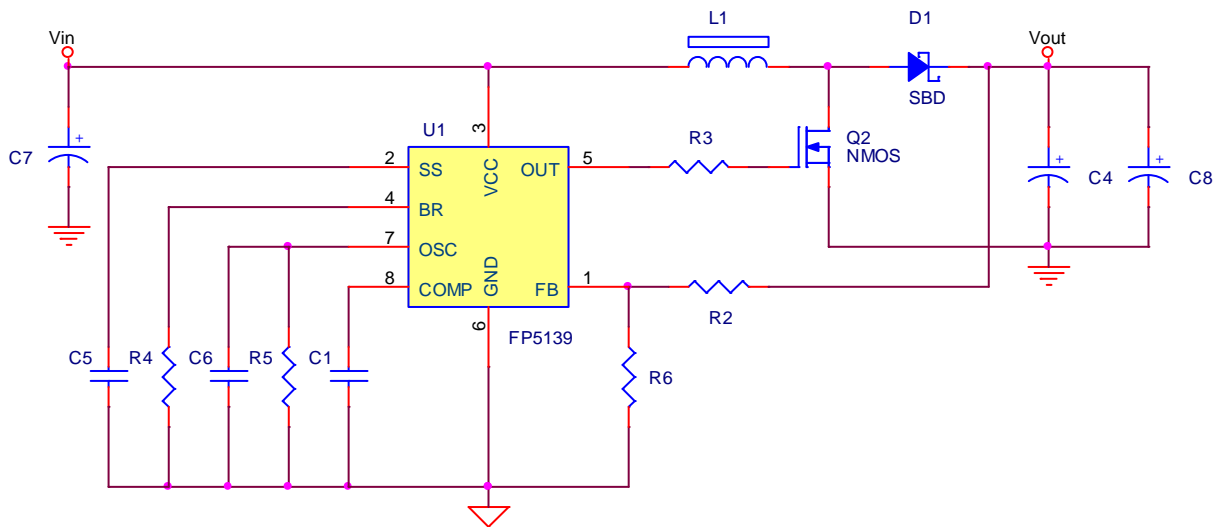 L1
D1
Vin
Vout
SBD
U1
3
C7
2
SS
VCC
OUT
5
R3
Q2
NMOS
C4
C8
4
BR
7
OSC
8
COMP
GND
FB
1
R2
6
FP5139
C5
R4
C6
R5
C1
R6
+
+
+